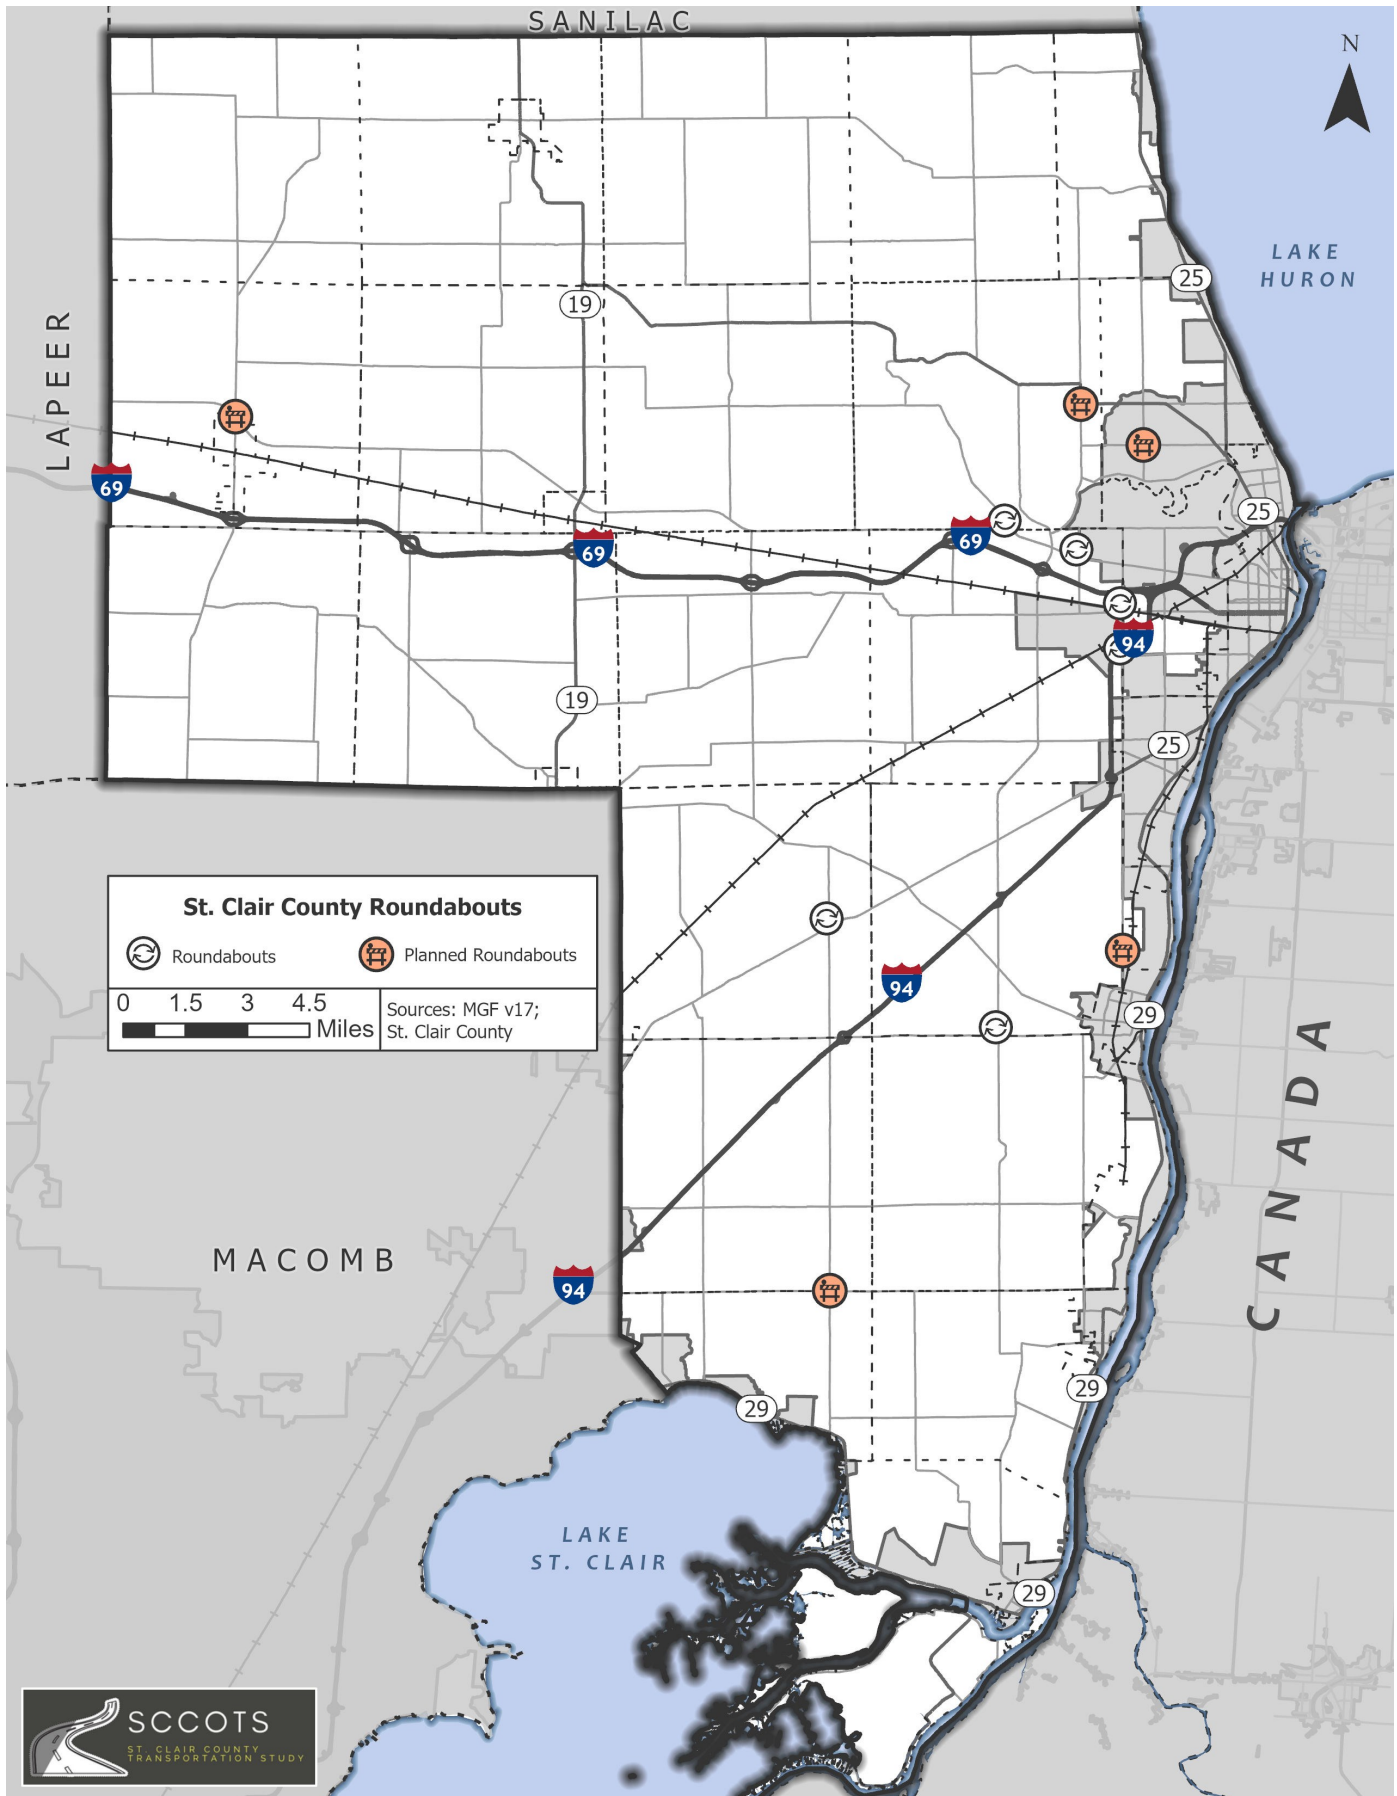 SANILAC
N
LAKE
HURON
25
19
LAPEER
69
25
69
69
94
19
25
St. Clair County Roundabouts
Roundabouts
Planned Roundabouts
0 1.5 3 4.5
Miles
Sources: MGF v17;
St. Clair County
94
29
CANADA
MACOMB
94
29
29
LAKE
ST. CLAIR
29
SCCOTS
ST. CLAIR COUNTY
TRANSPORTATION STUDY